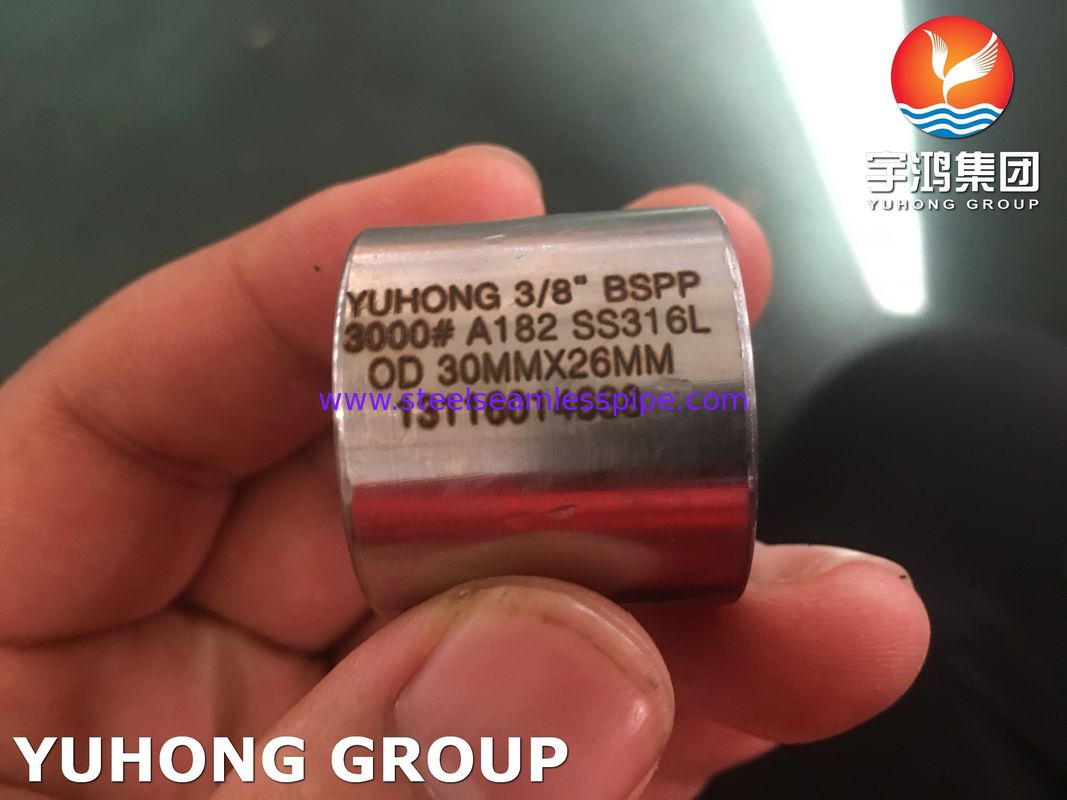 宇鸿集团
YUHONG GROUP
YUHONG 3/8" BSPP
3000# A182 SS316L
OD 30MMX26MM
www.steelseamlesspipe.com
YUHONG GROUP